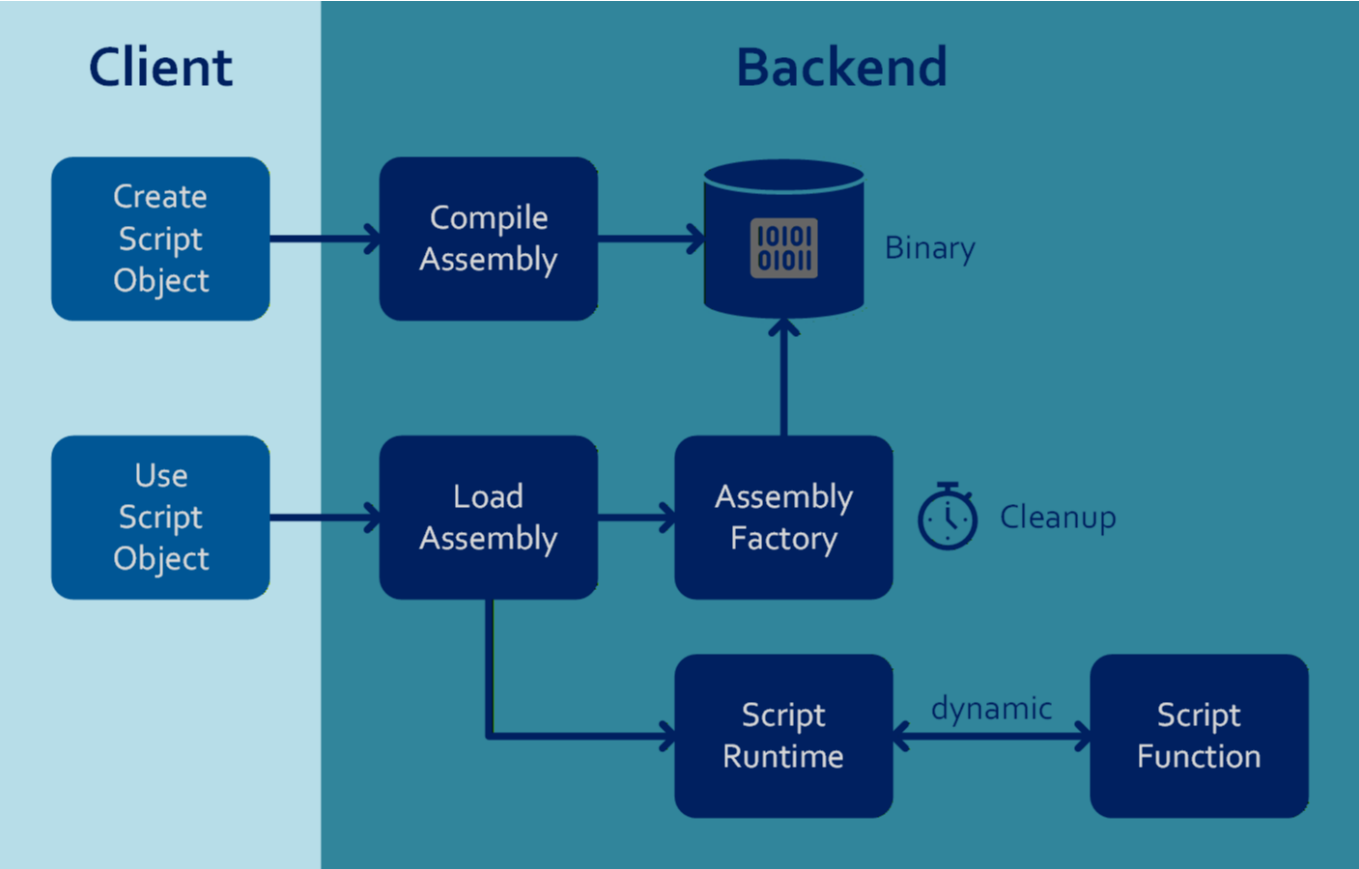 Client
Backend
Create
Script
Object
Compile
Assembly
10101
01011
Binary
Use
Script
Object
Load
Assembly
Assembly
Factory
Cleanup
Script
Runtime
dynamic
Script
Function